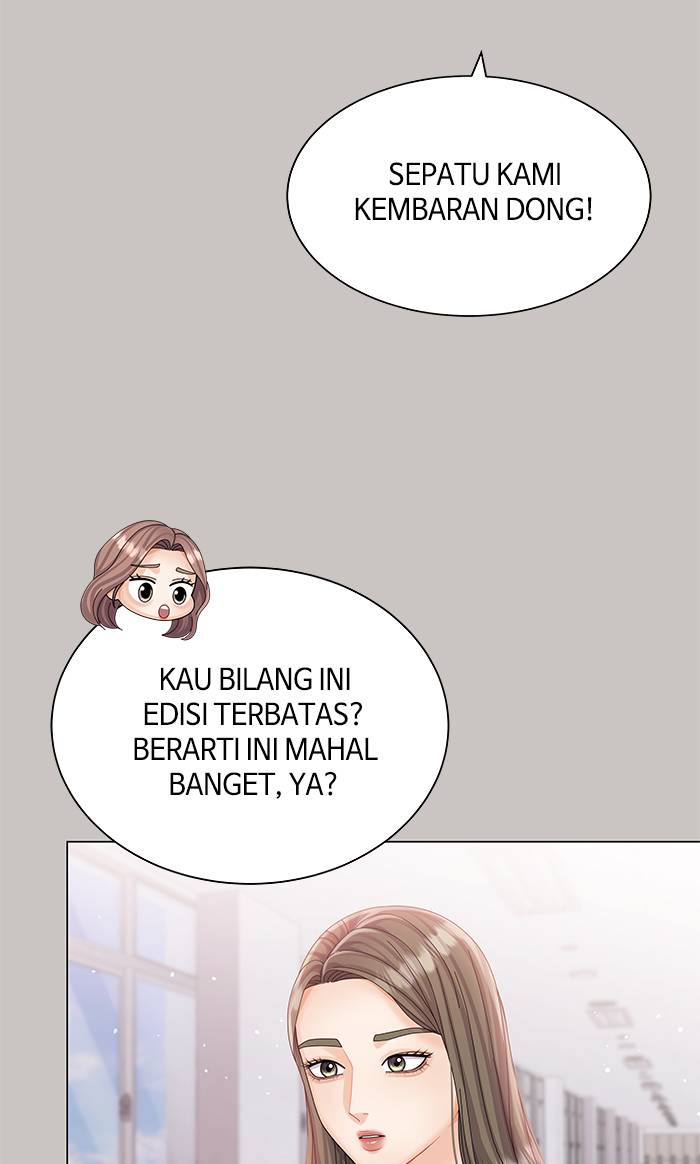 SEPATU KAMI
KEMBARAN DONG!
KAU BILANG INI
EDISI TERBATAS?
BERARTI INI MAHAL
BANGET, YA?